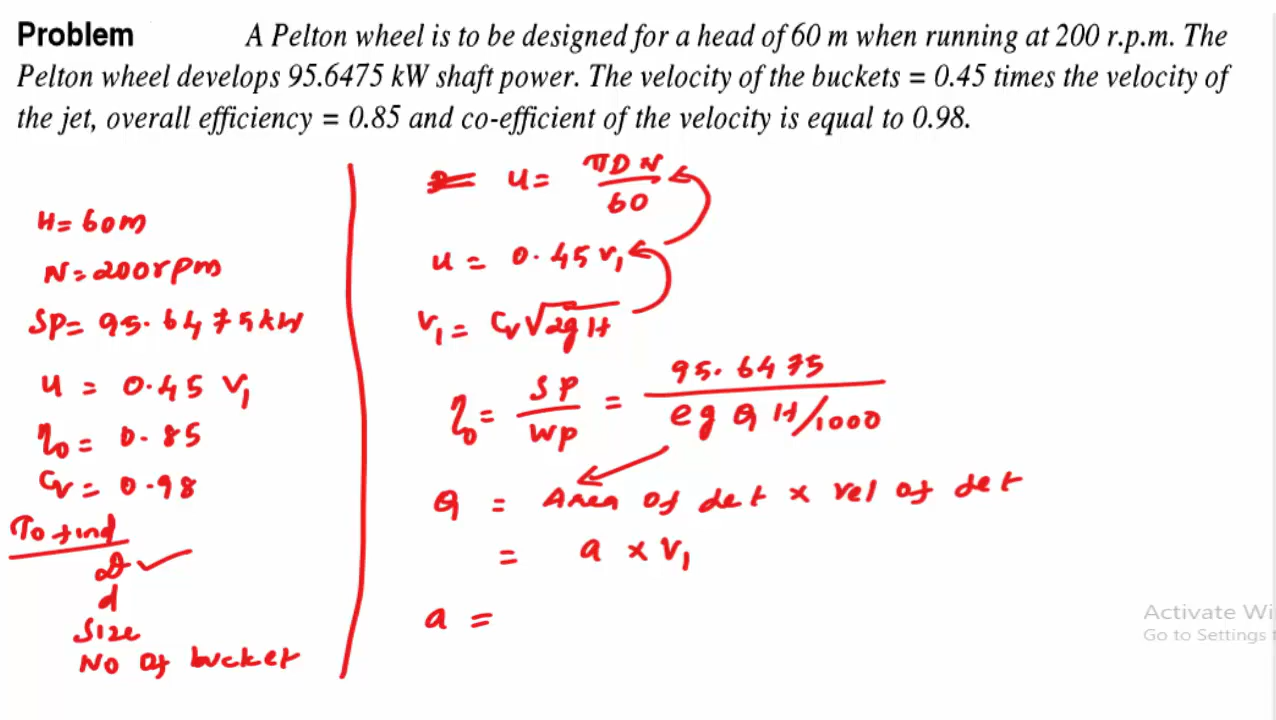 Problem A Pelton wheel is to be designed for a head of 60 m when running at 200 r.p.m. The
Pelton wheel develops 95.6475 kW shaft power. The velocity of the buckets = 0.45 times the velocity of
the jet, overall efficiency = 0.85 and co-efficient of the velocity is equal to 0.98.
H = 60m
N = 200 rpm
SP = 95.6475 kW
u = 0.45 V₁
η₀ = 0.85
Cv = 0.98
To find
D ✓
d
Size
No of bucket
u = πDN/60
u = 0.45 V₁
V₁ = Cv√2gH
η₀ = SP/WP = 95.6475/ρgQH/1000
Q = Area of Jet × vel of Jet
= a × V₁
a =
Activate Wi
Go to Settings t